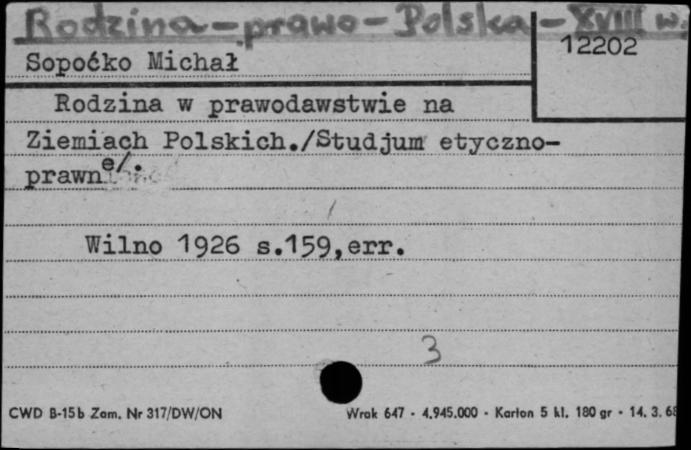 Rodzina - prawo - Polska - XVIII w.
12202
Sopoćko Michał
Rodzina w prawodawstwie na
Ziemiach Polskich./Studjum etyczno-
prawne/.
Wilno 1926 s.159,err.
3
CWD B-15b Zam. Nr 317/DW/ON Wrak 647 - 4.945.000 - Karton 5 kl. 180 gr - 14. 3. 68